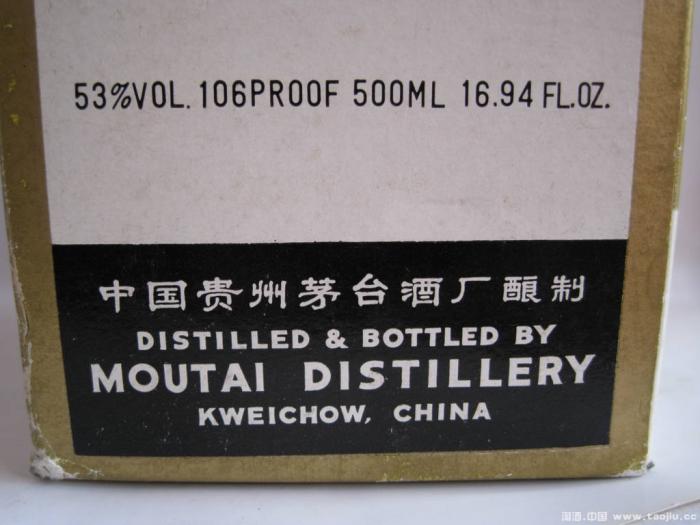 53%VOL. 106PROOF 500ML 16.94 FL.OZ.
中国贵州茅台酒厂酿制
DISTILLED & BOTTLED BY
MOUTAI DISTILLERY
KWEICHOW, CHINA
淘酒.中国 www.taojiu.cc